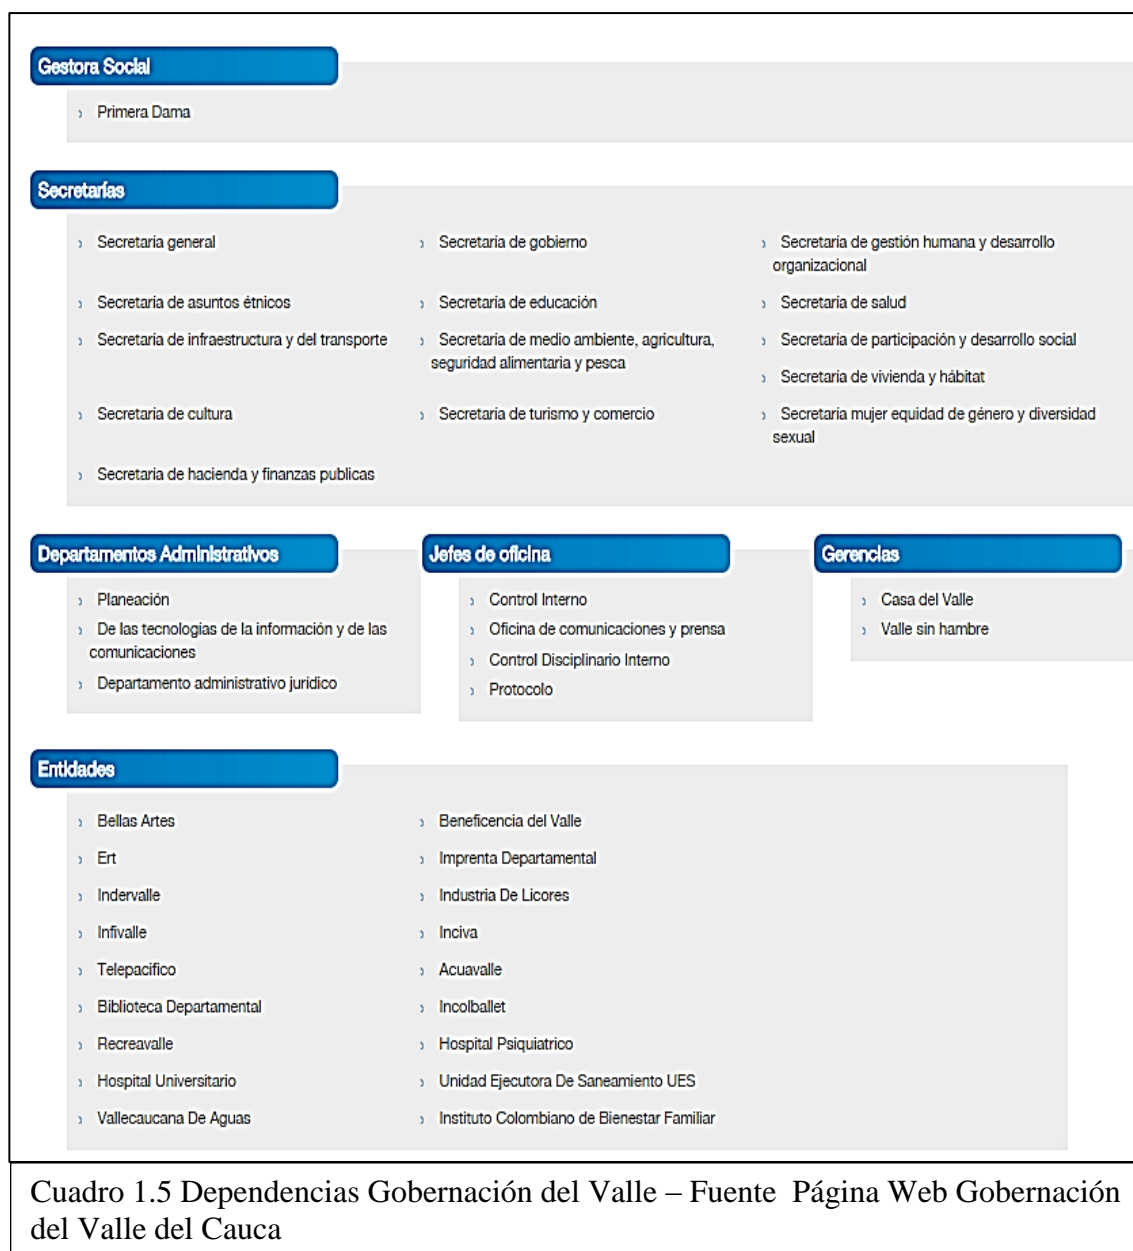 Gestora Social
Primera Dama
Secretarías
Secretaria general
Secretaria de gobierno
Secretaria de gestión humana y desarrollo
organizacional
Secretaria de asuntos étnicos
Secretaria de educación
Secretaria de salud
Secretaria de infraestructura y del transporte
Secretaria de medio ambiente, agricultura,
seguridad alimentaria y pesca
Secretaria de participación y desarrollo social
Secretaria de vivienda y hábitat
Secretaria de cultura
Secretaria de turismo y comercio
Secretaria mujer equidad de género y diversidad
sexual
Secretaria de hacienda y finanzas publicas
Departamentos Administrativos
Planeación
De las tecnologías de la información y de las
comunicaciones
Departamento administrativo jurídico
Jefes de oficina
Control Interno
Oficina de comunicaciones y prensa
Control Disciplinario Interno
Protocolo
Gerencias
Casa del Valle
Valle sin hambre
Entidades
Bellas Artes
Beneficencia del Valle
Ert
Imprenta Departamental
Indervalle
Industria De Licores
Infivalle
Inciva
Telepacifico
Acuavalle
Biblioteca Departamental
Incolballet
Recreavalle
Hospital Psiquiatrico
Hospital Universitario
Unidad Ejecutora De Saneamiento UES
Vallecaucana De Aguas
Instituto Colombiano de Bienestar Familiar
Cuadro 1.5 Dependencias Gobernación del Valle – Fuente Página Web Gobernación
del Valle del Cauca